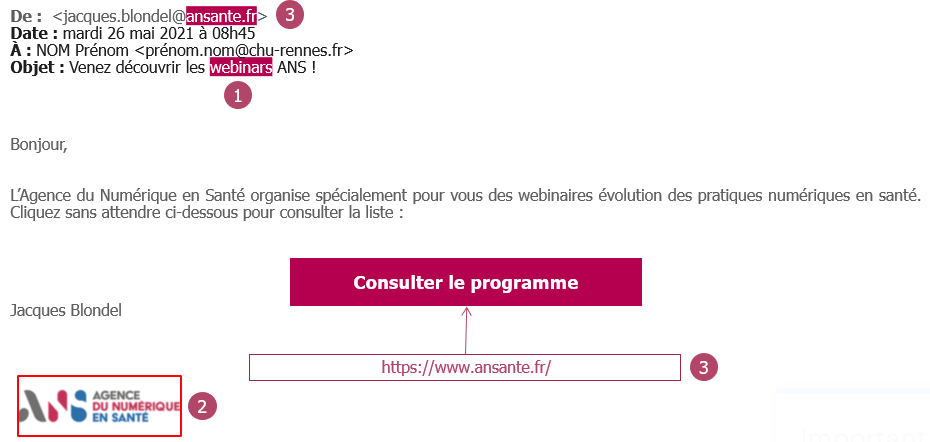 De : <jacques.blondel@ansante.fr> 3
Date : mardi 26 mai 2021 à 08h45
À : NOM Prénom <prénom.nom@chu-rennes.fr>
Objet : Venez découvrir les webinars ANS !
1
Bonjour,
L'Agence du Numérique en Santé organise spécialement pour vous des webinaires évolution des pratiques numériques en santé.
Cliquez sans attendre ci-dessous pour consulter la liste :
Consulter le programme
Jacques Blondel
https://www.ansante.fr/ 3
ANS AGENCE
DU NUMÉRIQUE
EN SANTÉ 2
Important